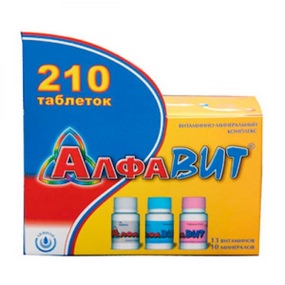 210
таблеток
ВИТАМИННО-МИНЕРАЛЬНЫЙ
КОМПЛЕКС
АЛФАВИТ®
13 ВИТАМИНОВ
10 МИНЕРАЛОВ